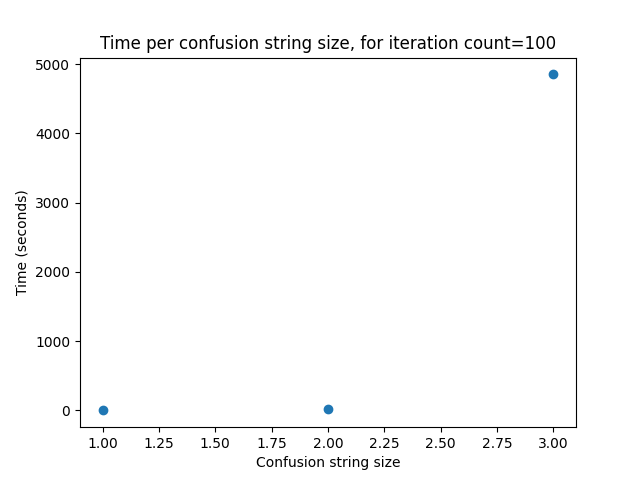 Time per confusion string size, for iteration count=100
5000
4000
3000
2000
1000
0
Time (seconds)
1.00 1.25 1.50 1.75 2.00 2.25 2.50 2.75 3.00
Confusion string size